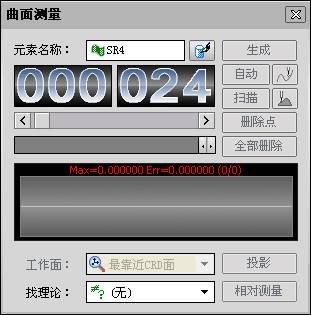 曲面测量
元素名称： SR4 生成
000 024 自动
扫描
删除点
全部删除
Max=0.000000 Err=0.000000 (0/0)
工作面： 最靠近CRD面 投影
找理论： (无) 相对测量